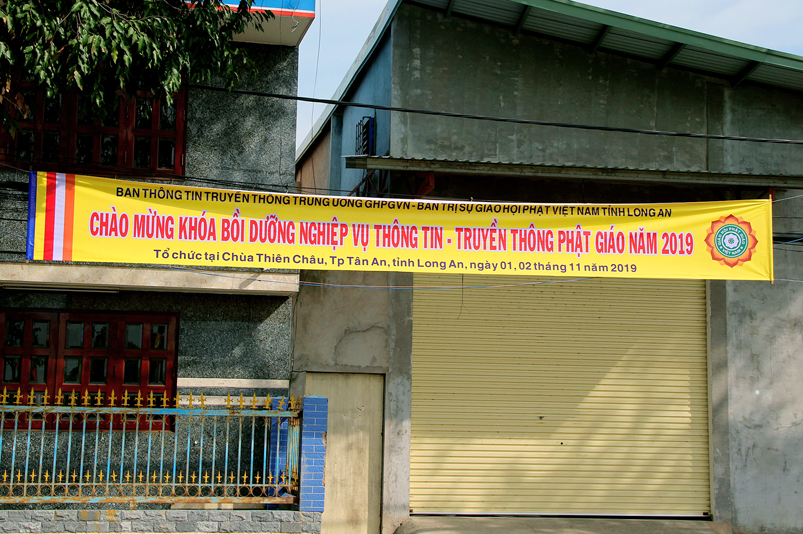 BAN THÔNG TIN TRUYỀN THÔNG TRUNG ƯƠNG GHPGVN - BAN TRỊ SỰ GIÁO HỘI PHẬT VIỆT NAM TỈNH LONG AN
CHÀO MỪNG KHÓA BỒI DƯỠNG NGHIỆP VỤ THÔNG TIN - TRUYỀN THÔNG PHẬT GIÁO NĂM 2019
Tổ chức tại Chùa Thiên Châu, Tp Tân An, tỉnh Long An, ngày 01, 02 tháng 11 năm 2019